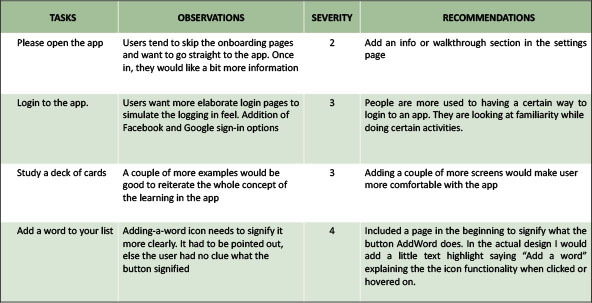 TASKS OBSERVATIONS SEVERITY RECOMMENDATIONS
Please open the app
Users tend to skip the onboarding pages
and want to go straight to the app. Once
in, they would like a bit more information
2
Add an info or walkthrough section in the settings
page
Login to the app.
Users want more elaborate login pages to
simulate the logging in feel. Addition of
Facebook and Google sign-in options
3
People are more used to having a certain way to
login to an app. They are looking at familiarity while
doing certain activities.
Study a deck of cards
A couple of more examples would be
good to reiterate the whole concept of
the learning in the app
3
Adding a couple of more screens would make user
more comfortable with the app
Add a word to your list
Adding-a-word icon needs to signify it
more clearly. It had to be pointed out,
else the user had no clue what the
button signified
4
Included a page in the beginning to signify what the
button AddWord does. In the actual design I would
add a little text highlight saying “Add a word”
explaining the the icon functionality when clicked or
hovered on.